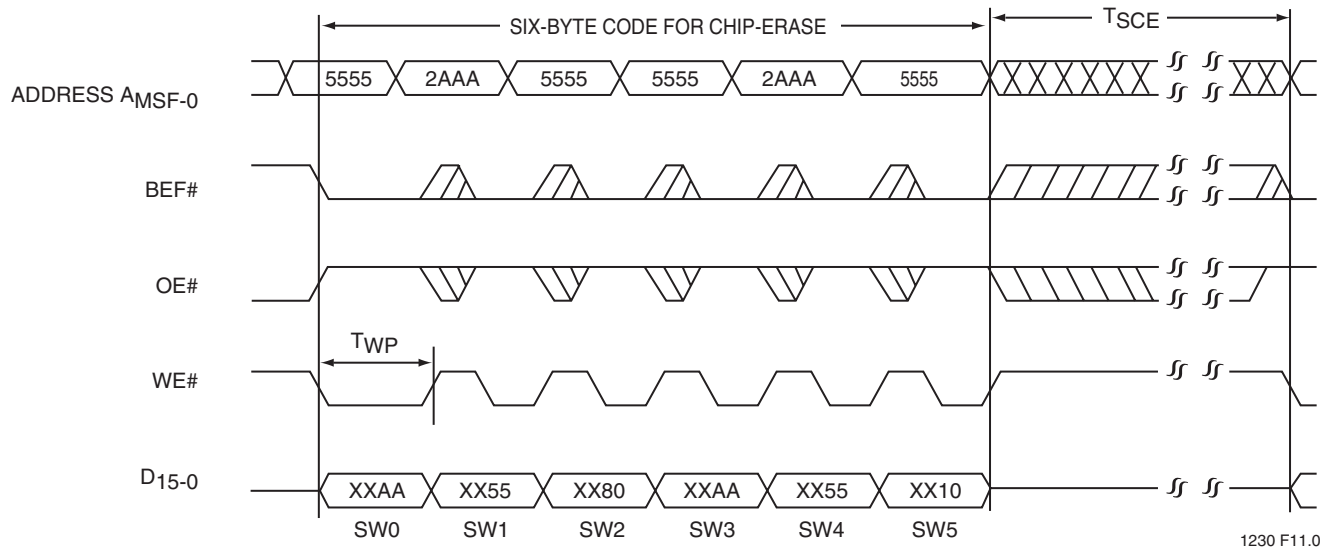 SIX-BYTE CODE FOR CHIP-ERASE
TSCE
ADDRESS AMSF-0
5555 2AAA 5555 5555 2AAA 5555
BEF#
OE#
TWP
WE#
D15-0
XXAA XX55 XX80 XXAA XX55 XX10
SW0 SW1 SW2 SW3 SW4 SW5
1230 F11.0